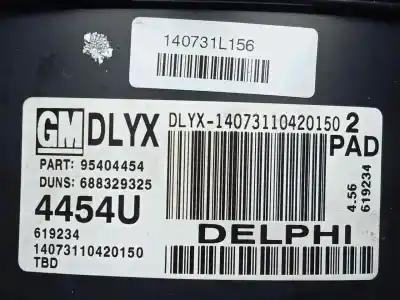 140731L156
GM DLYX DLYX-14073110420150 2
PAD
PART: 95404454
DUNS: 688329325
4454U
4.56
619234
619234
DELPHI
14073110420150
TBD